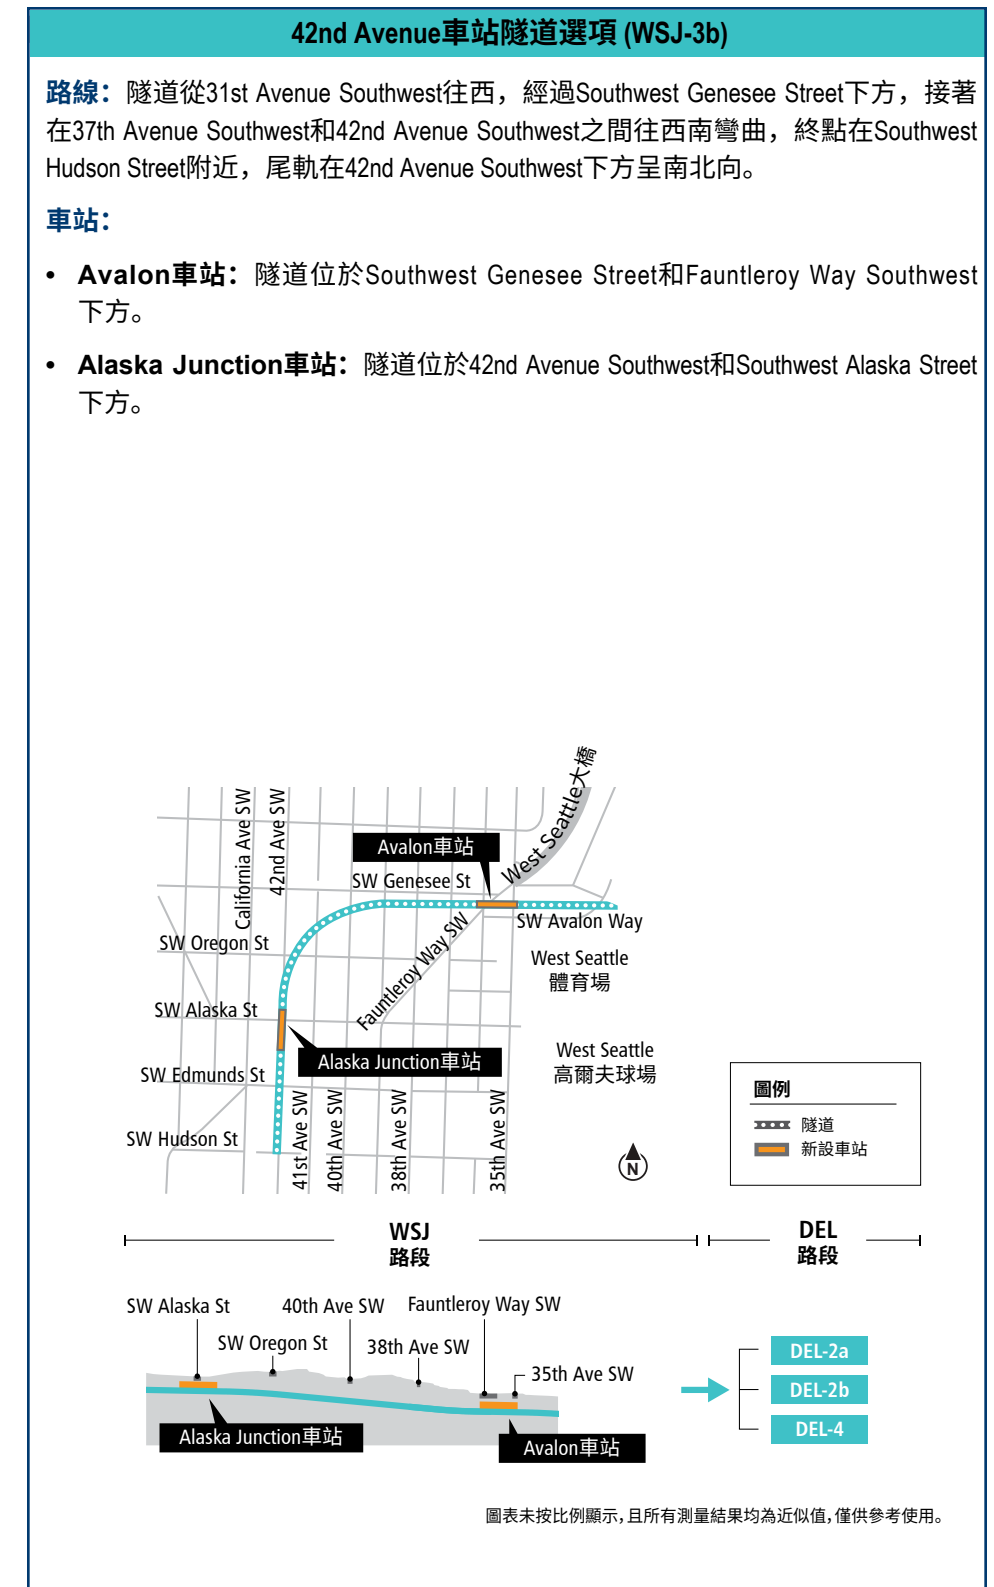 42nd Avenue車站隧道選項 (WSJ-3b)
路線：隧道從31st Avenue Southwest往西，經過Southwest Genesee Street下方，接著
在37th Avenue Southwest和42nd Avenue Southwest之間往西南彎曲，終點在Southwest
Hudson Street附近，尾軌在42nd Avenue Southwest下方呈南北向。
車站：
• Avalon車站：隧道位於Southwest Genesee Street和Fauntleroy Way Southwest
下方。
• Alaska Junction車站：隧道位於42nd Avenue Southwest和Southwest Alaska Street
下方。
West Seattle大橋
California Ave SW
42nd Ave SW
Avalon車站
SW Genesee St
SW Avalon Way
Fauntleroy Way SW
SW Oregon St
West Seattle
體育場
SW Alaska St
Alaska Junction車站
West Seattle
高爾夫球場
SW Edmunds St
SW Hudson St
41st Ave SW
40th Ave SW
38th Ave SW
35th Ave SW
N
圖例
隧道
新設車站
WSJ
路段
DEL
路段
SW Alaska St
40th Ave SW
Fauntleroy Way SW
SW Oregon St
38th Ave SW
35th Ave SW
Alaska Junction車站
Avalon車站
DEL-2a
DEL-2b
DEL-4
圖表未按比例顯示，且所有測量結果均為近似值，僅供參考使用。